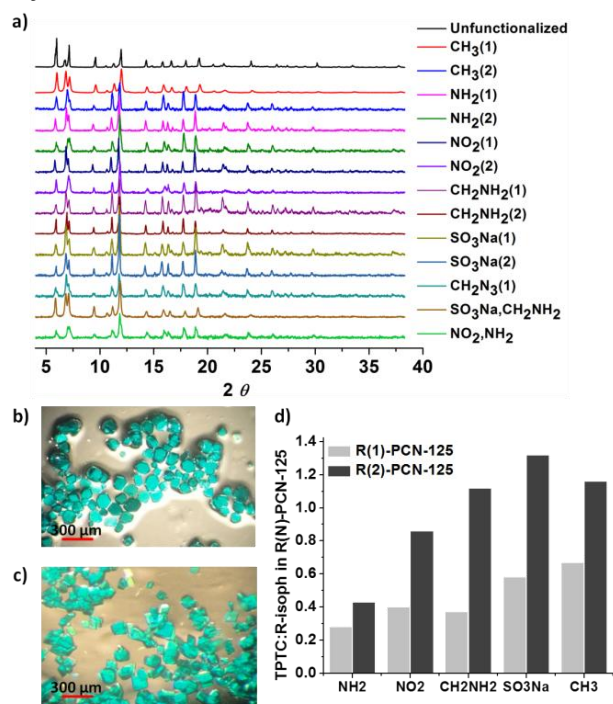 a)
Unfunctionalized
CH3(1)
CH3(2)
NH2(1)
NH2(2)
NO2(1)
NO2(2)
CH2NH2(1)
CH2NH2(2)
SO3Na(1)
SO3Na(2)
CH2N3(1)
SO3Na,CH2NH2
NO2,NH2
5 10 15 20 25 30 35 40
2 θ
b)
300 µm
c)
300 µm
d)
TPTC:R-isoph in R(N)-PCN-125
R(1)-PCN-125
R(2)-PCN-125
1.4
1.2
1.0
0.8
0.6
0.4
0.2
0.0
NH2 NO2 CH2NH2 SO3Na CH3